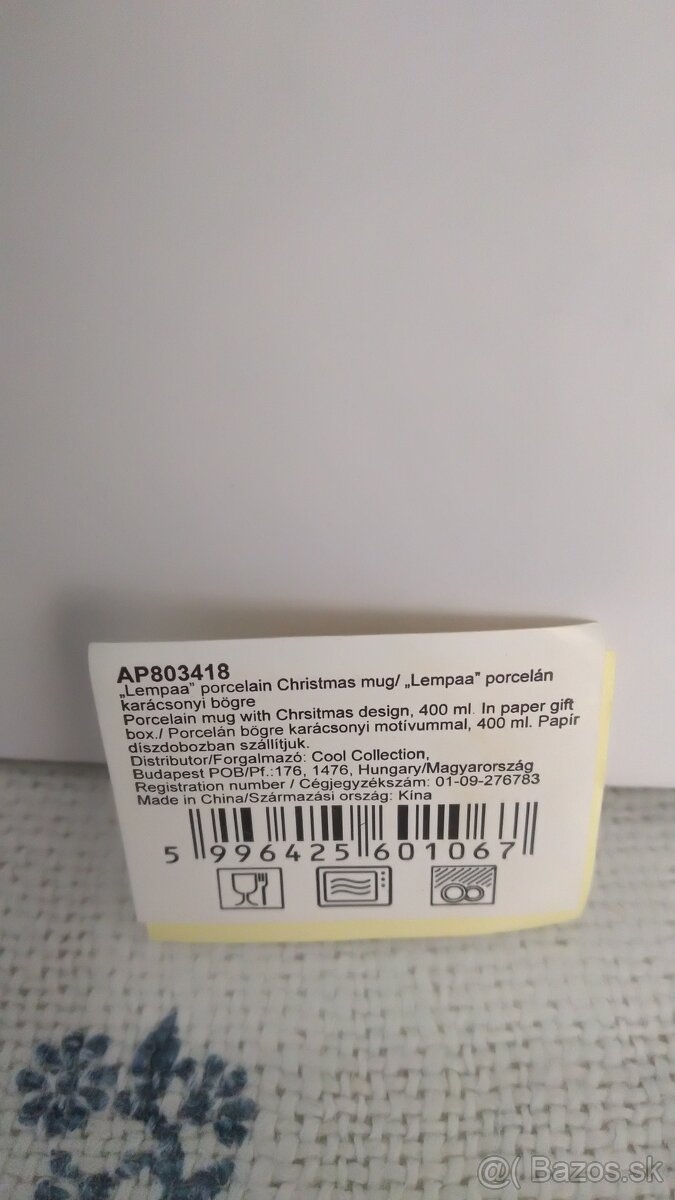 AP803418
„Lempaa” porcelain Christmas mug/ „Lempaa” porcelán
karácsonyi bögre
Porcelain mug with Chrsitmas design, 400 ml. In paper gift
box./ Porcelán bögre karácsonyi motívummal, 400 ml. Papír
díszdobozban szállítjuk.
Distributor/Forgalmazó: Cool Collection,
Budapest POB/Pf.:176, 1476, Hungary/Magyarország
Registration number / Cégjegyzékszám: 01-09-276783
Made in China/Származási ország: Kína
5 996425 601067
@( Bazos.sk